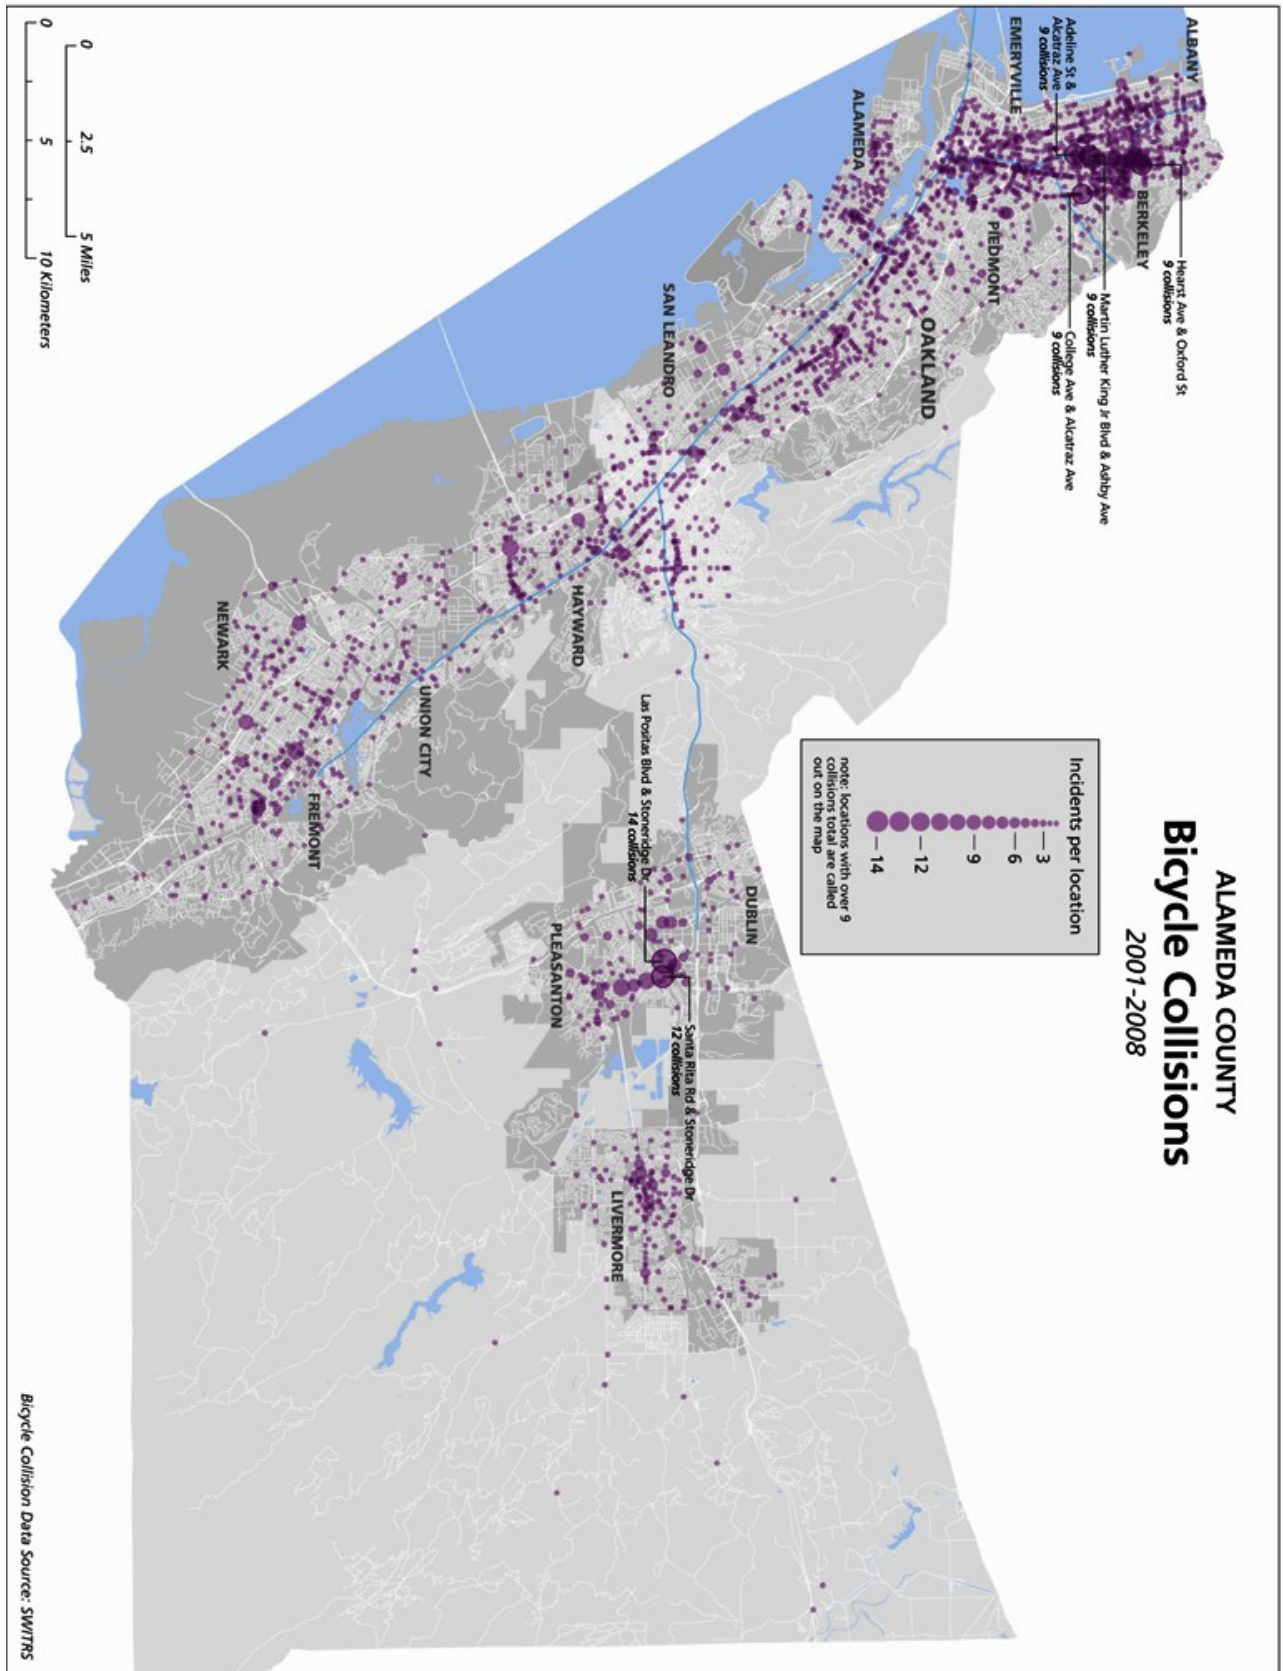 ALAMEDA COUNTY
Bicycle Collisions
2001-2008
Incidents per location
3
6
9
12
14
note: locations with over 9
collisions total are called
out on the map
ALBANY
Hearst Ave & Oxford St
9 collisions
BERKELEY
Martin Luther King Jr Blvd & Ashby Ave
9 collisions
College Ave & Alcatraz Ave
9 collisions
Adeline St &
Alcatraz Ave
9 collisions
EMERYVILLE
PIEDMONT
OAKLAND
ALAMEDA
SAN LEANDRO
HAYWARD
UNION CITY
NEWARK
FREMONT
DUBLIN
Las Positas Blvd & Stoneridge Dr
14 collisions
Santa Rita Rd & Stoneridge Dr
12 collisions
PLEASANTON
LIVERMORE
0
2.5
5 Miles
0
5
10 Kilometers
Bicycle Collision Data Source: SWITRS